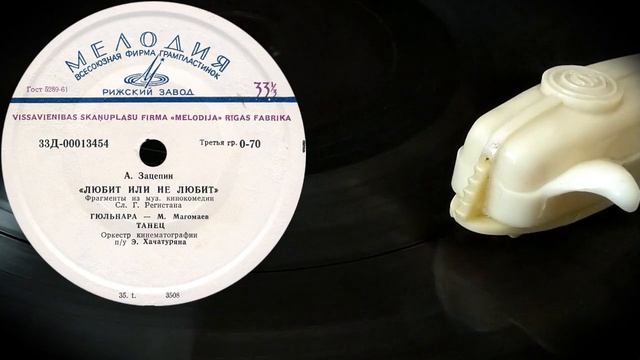 МЕЛОДИЯ
ВСЕСОЮЗНАЯ ФИРМА ГРАМПЛАСТИНОК
РИЖСКИЙ ЗАВОД
Гост 5289-61
33⅓
VISSAVIENĪBAS SKAŅUPLAŠU FIRMA «MELODIJA» RĪGAS FABRIKA
33Д-00013454
Третья гр. 0-70
А. Зацепин
«ЛЮБИТ ИЛИ НЕ ЛЮБИТ»
Фрагменты из муз. кинокомедии
Сл. Г. Регистана
ГЮЛЬНАРА — М. Магомаев
ТАНЕЦ
Оркестр кинематографии
п/у Э. Хачатуряна
35. t. 3508